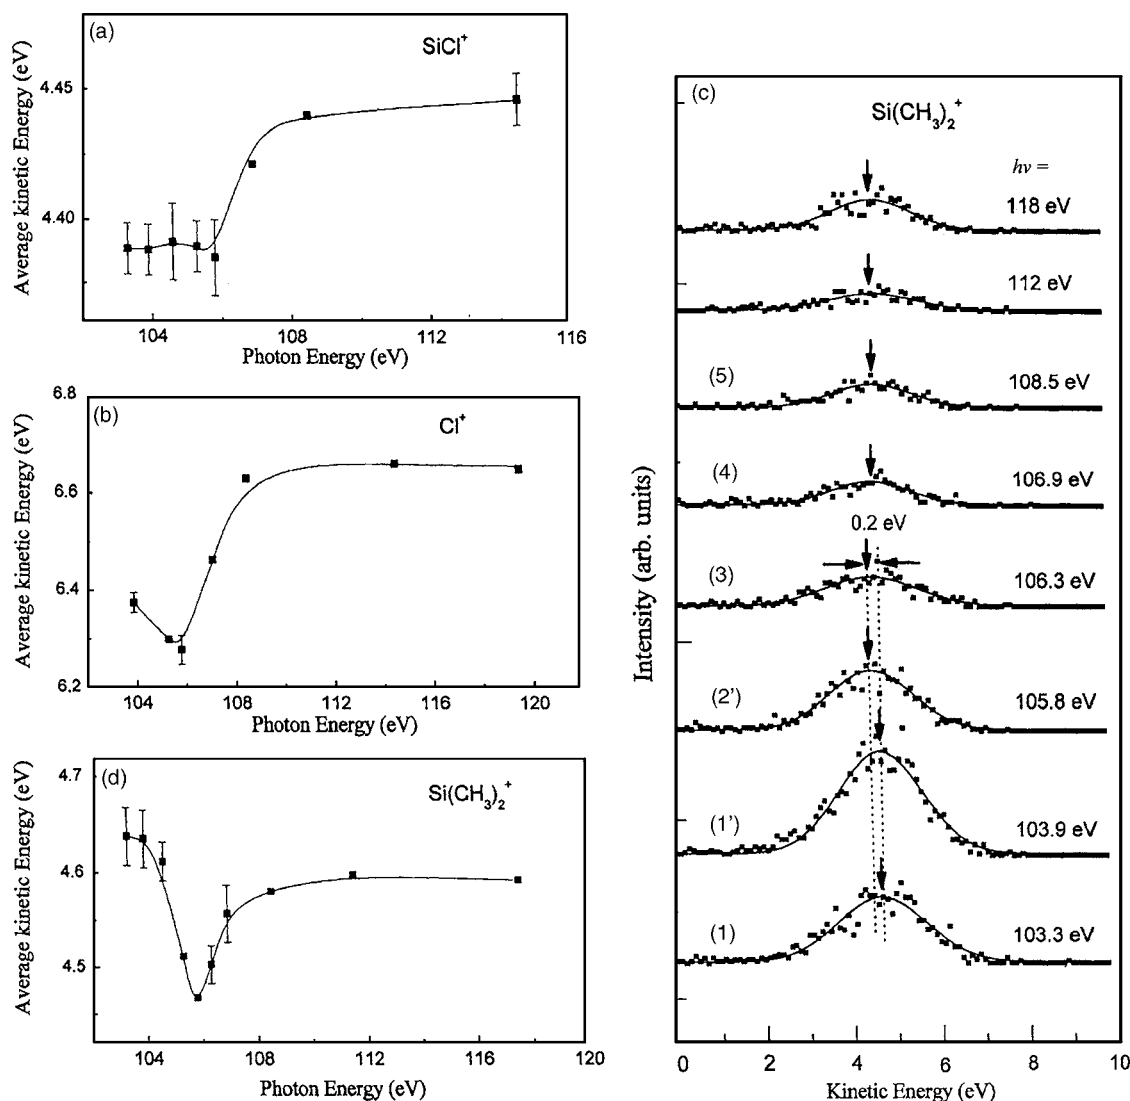 (a)
SiCl⁺
Average kinetic Energy (eV)
4.45
4.40
104
108
112
116
Photon Energy (eV)
(b)
Cl⁺
Average kinetic Energy (eV)
6.8
6.6
6.4
6.2
104
108
112
116
120
Photon Energy (eV)
(d)
Si(CH₃)₂⁺
Average kinetic Energy (eV)
4.7
4.6
4.5
104
108
112
116
120
Photon Energy (eV)
(c)
Si(CH₃)₂⁺
hν =
118 eV
112 eV
(5)
108.5 eV
(4)
106.9 eV
0.2 eV
(3)
106.3 eV
(2')
105.8 eV
(1')
103.9 eV
(1)
103.3 eV
Intensity (arb. units)
0
2
4
6
8
10
Kinetic Energy (eV)